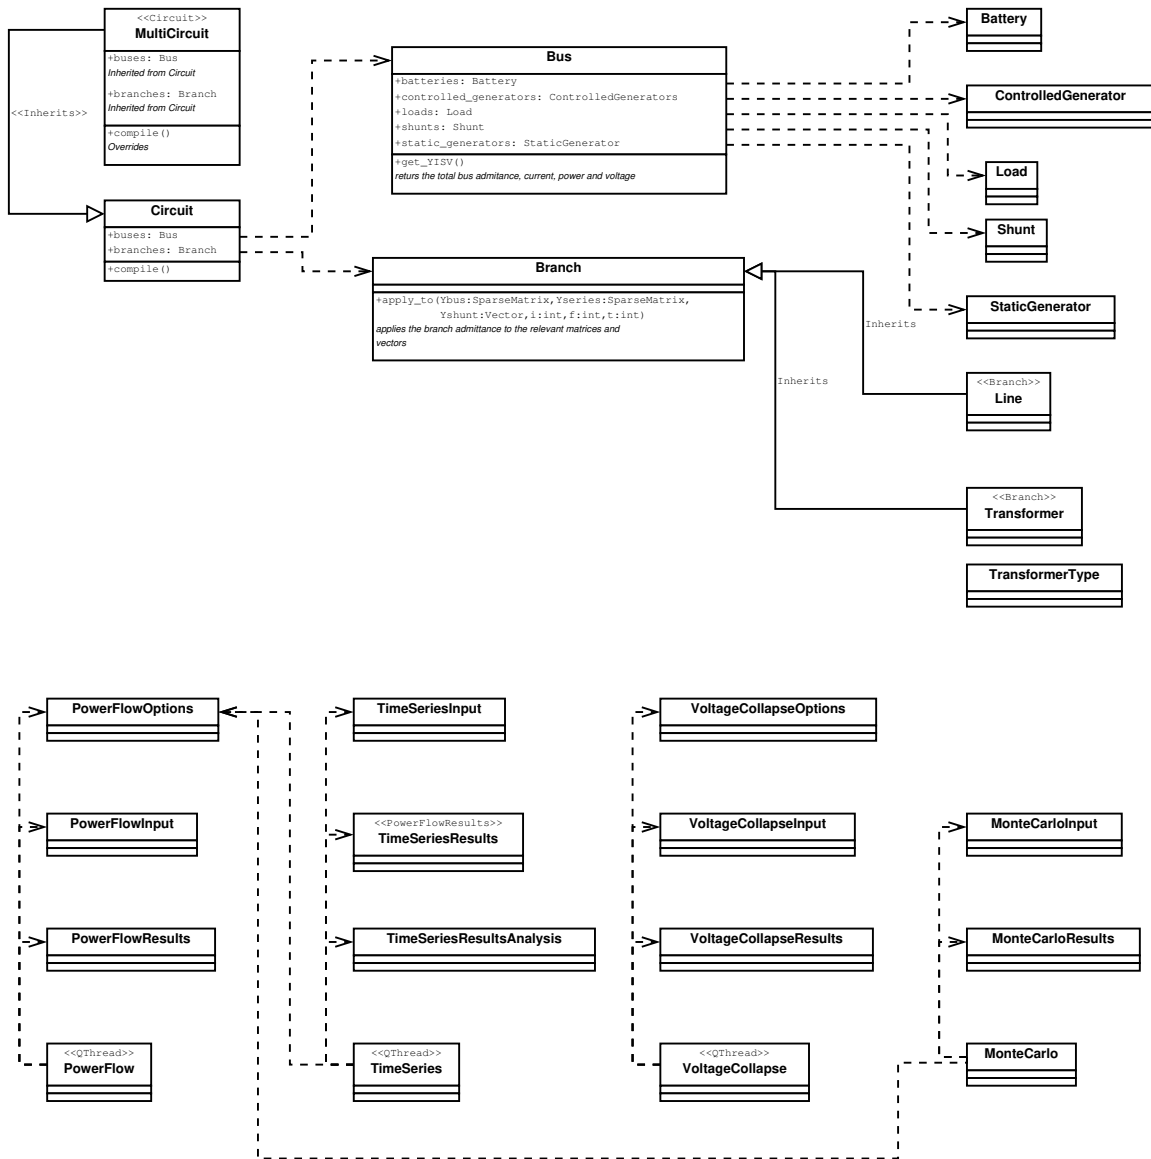 <<Circuit>>
MultiCircuit
+buses: Bus
Inherited from Circuit
+branches: Branch
Inherited from Circuit
+compile()
Overrides
<<Inherits>>
Circuit
+buses: Bus
+branches: Branch
+compile()
Bus
+batteries: Battery
+controlled_generators: ControlledGenerators
+loads: Load
+shunts: Shunt
+static_generators: StaticGenerator
+get_YISV()
returs the total bus admitance, current, power and voltage
Branch
+apply_to(Ybus:SparseMatrix,Yseries:SparseMatrix,
Yshunt:Vector,i:int,f:int,t:int)
applies the branch admittance to the relevant matrices and
vectors
Battery
ControlledGenerator
Load
Shunt
StaticGenerator
Inherits
Inherits
<<Branch>>
Line
<<Branch>>
Transformer
TransformerType
PowerFlowOptions
TimeSeriesInput
VoltageCollapseOptions
PowerFlowInput
<<PowerFlowResults>>
TimeSeriesResults
VoltageCollapseInput
MonteCarloInput
PowerFlowResults
TimeSeriesResultsAnalysis
VoltageCollapseResults
MonteCarloResults
<<QThread>>
PowerFlow
<<QThread>>
TimeSeries
<<QThread>>
VoltageCollapse
MonteCarlo